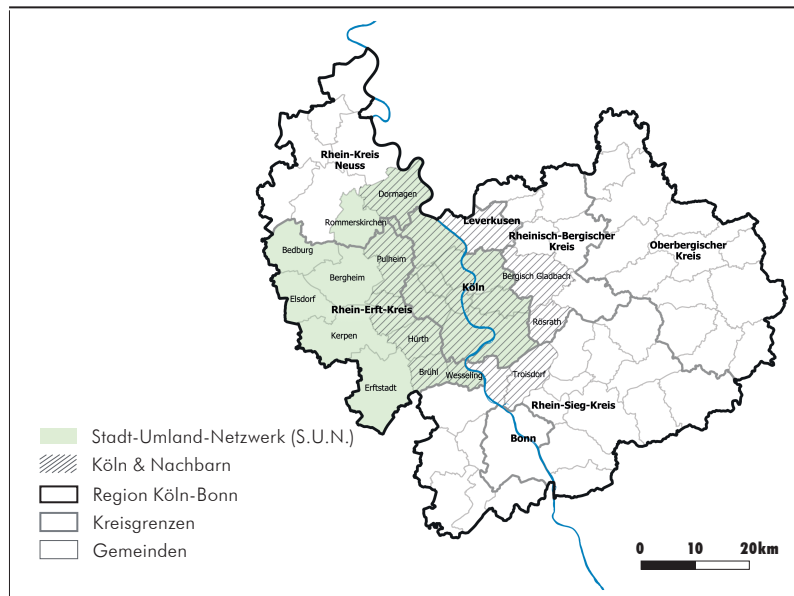 Rhein-Kreis
Neuss
Dormagen
Rommerskirchen
Leverkusen
Rheinisch-Bergischer
Kreis
Oberbergischer
Kreis
Bedburg
Pulheim
Bergheim
Köln
Bergisch Gladbach
Elsdorf
Rhein-Erft-Kreis
Rösrath
Kerpen
Hürth
Brühl
Wesseling
Troisdorf
Erftstadt
Rhein-Sieg-Kreis
Bonn
Stadt-Umland-Netzwerk (S.U.N.)
Köln & Nachbarn
Region Köln-Bonn
Kreisgrenzen
Gemeinden
0 10 20km